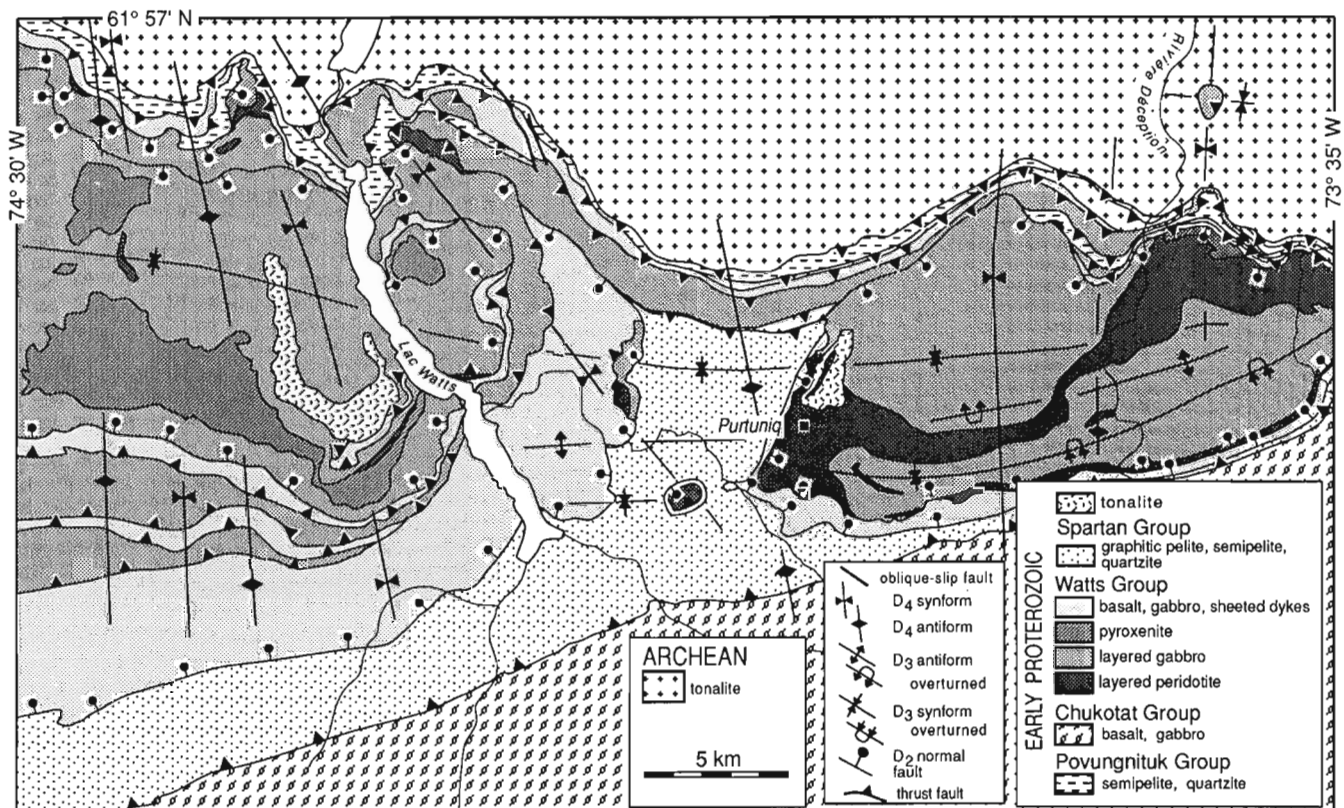 61° 57' N
74° 30' W
73° 35' W
Rivière Déception
Lac Watts
Purtuniq
ARCHEAN
tonalite
5 km
oblique-slip fault
D4 synform
D4 antiform
D3 antiform
overturned
D3 synform
overturned
D2 normal
fault
thrust fault
EARLY PROTEROZOIC
tonalite
Spartan Group
graphitic pelite, semipelite,
quartzite
Watts Group
basalt, gabbro, sheeted dykes
pyroxenite
layered gabbro
layered peridotite
Chukotat Group
basalt, gabbro
Povungnituk Group
semipelite, quartzite